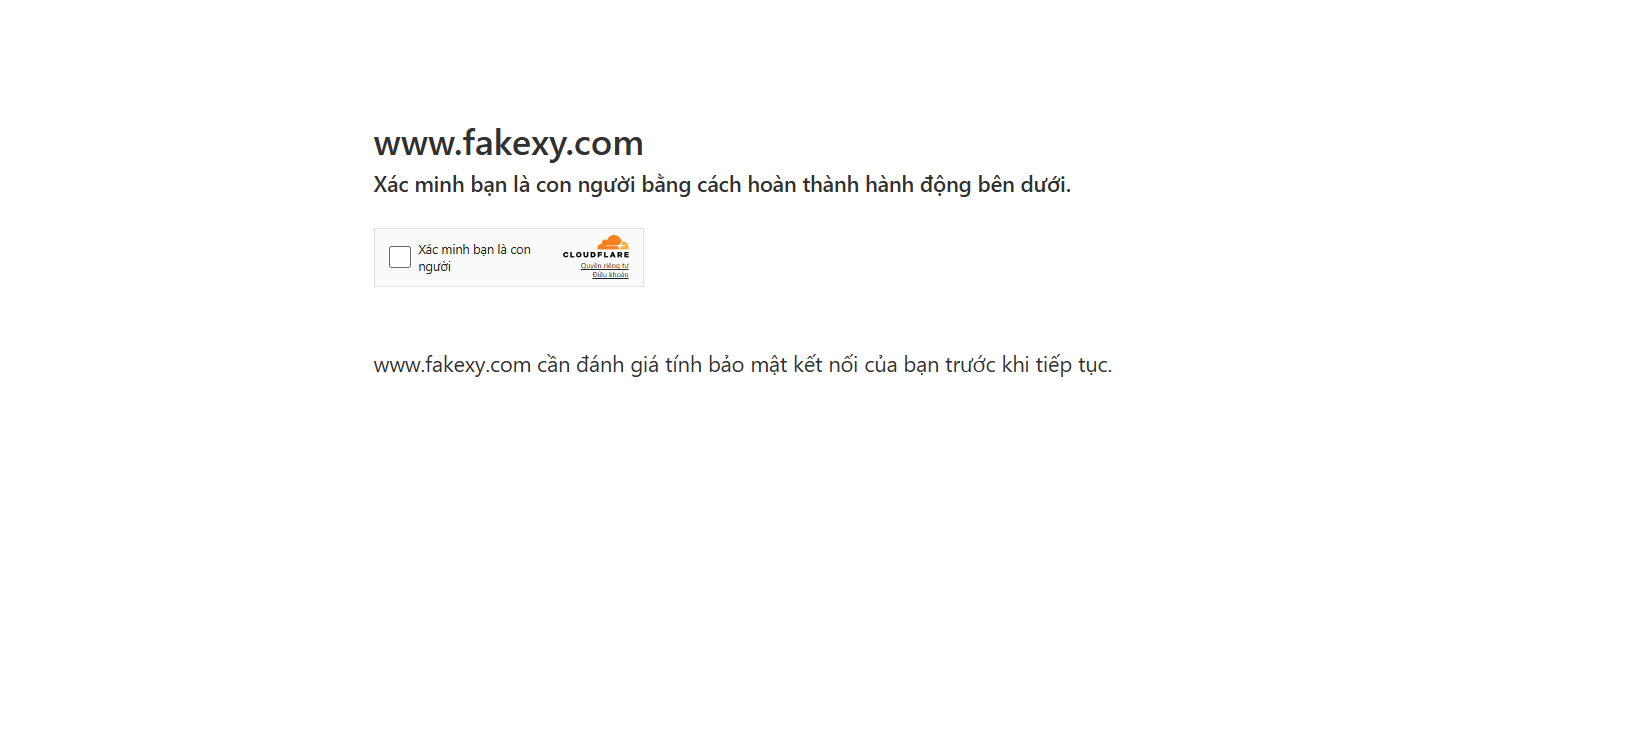 www.fakexy.com
Xác minh bạn là con người bằng cách hoàn thành hành động bên dưới.
Xác minh bạn là con
người
CLOUDFLARE
Quyền riêng tư
Điều khoản
www.fakexy.com cần đánh giá tính bảo mật kết nối của bạn trước khi tiếp tục.